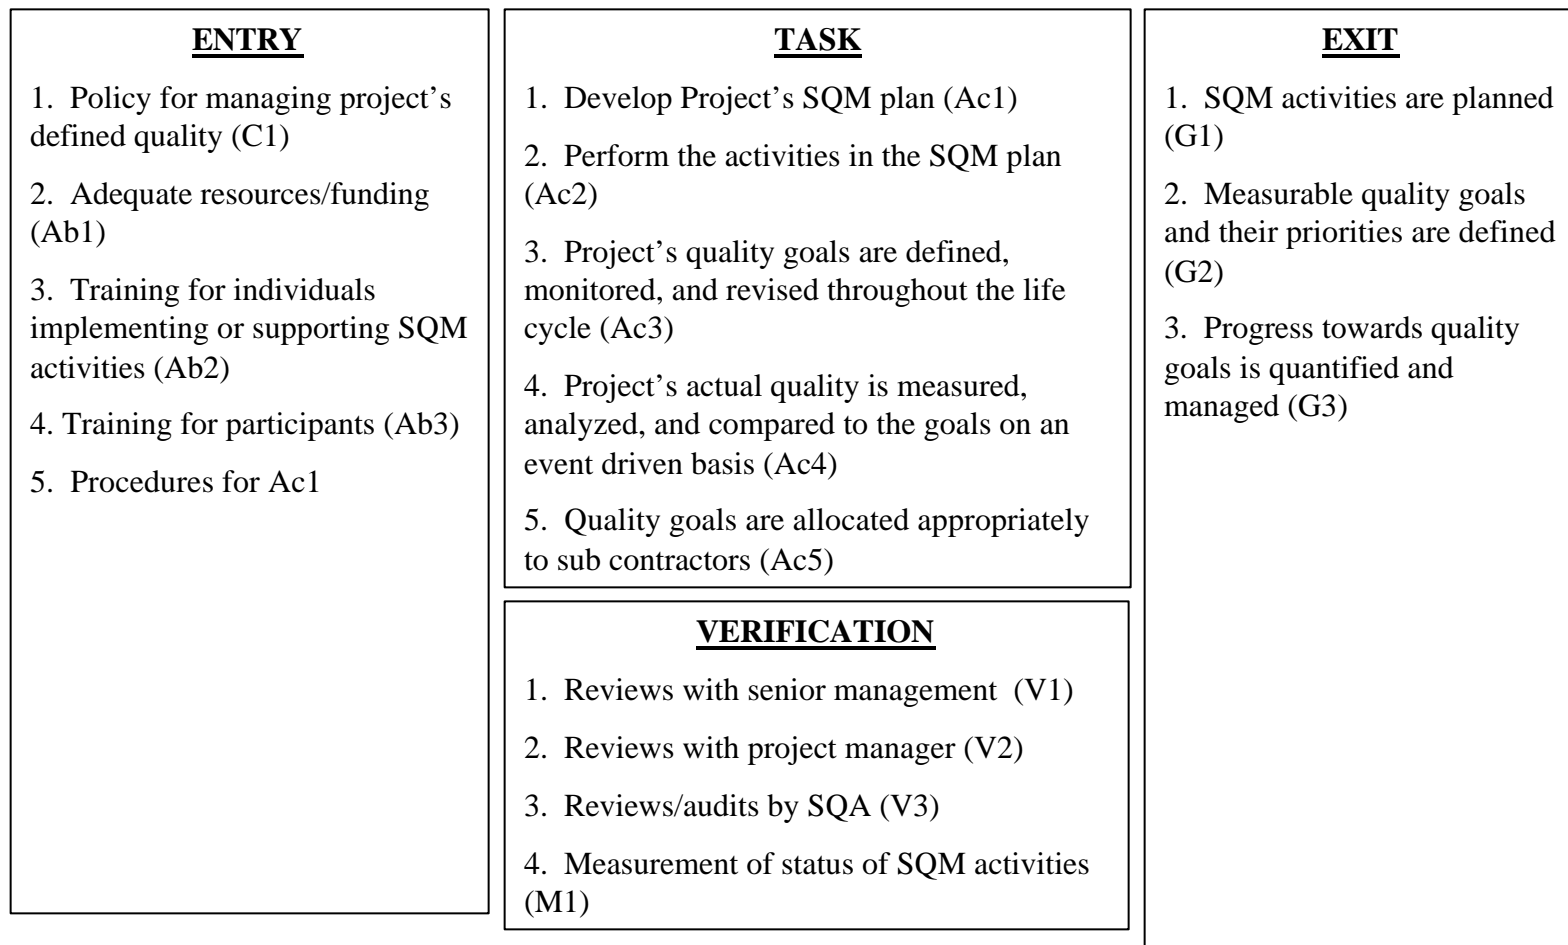 ENTRY
1. Policy for managing project’s
defined quality (C1)
2. Adequate resources/funding
(Ab1)
3. Training for individuals
implementing or supporting SQM
activities (Ab2)
4. Training for participants (Ab3)
5. Procedures for Ac1
TASK
1. Develop Project’s SQM plan (Ac1)
2. Perform the activities in the SQM plan
(Ac2)
3. Project’s quality goals are defined,
monitored, and revised throughout the life
cycle (Ac3)
4. Project’s actual quality is measured,
analyzed, and compared to the goals on an
event driven basis (Ac4)
5. Quality goals are allocated appropriately
to sub contractors (Ac5)
VERIFICATION
1. Reviews with senior management (V1)
2. Reviews with project manager (V2)
3. Reviews/audits by SQA (V3)
4. Measurement of status of SQM activities
(M1)
EXIT
1. SQM activities are planned
(G1)
2. Measurable quality goals
and their priorities are defined
(G2)
3. Progress towards quality
goals is quantified and
managed (G3)